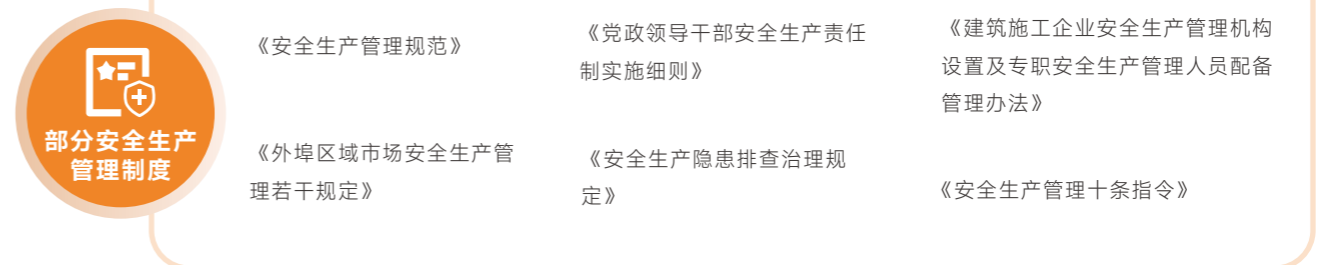 部分安全生产
管理制度
《安全生产管理规范》
《党政领导干部安全生产责任
制实施细则》
《建筑施工企业安全生产管理机构
设置及专职安全生产管理人员配备
管理办法》
《外埠区域市场安全生产管
理若干规定》
《安全生产隐患排查治理规
定》
《安全生产管理十条指令》